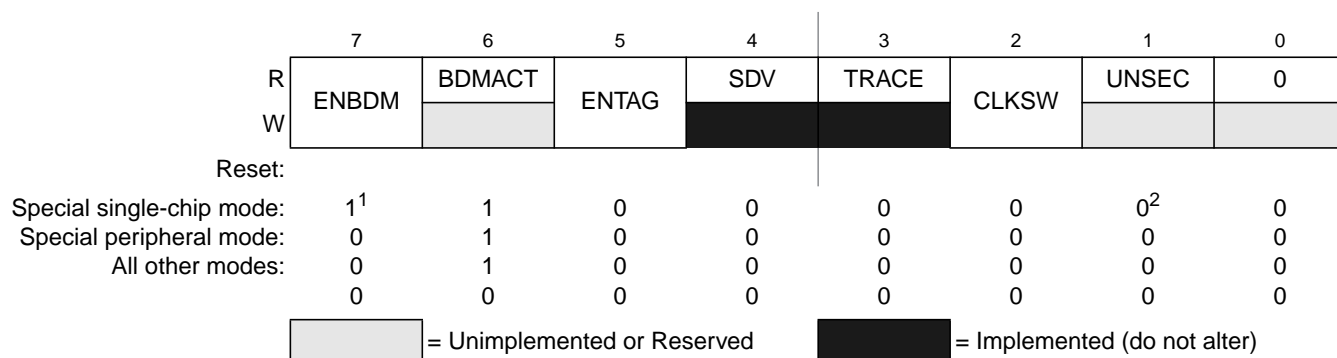 7 6 5 4 3 2 1 0
R ENBDM BDMACT ENTAG SDV TRACE CLKSW UNSEC 0
W
Reset:
Special single-chip mode: 1¹ 1 0 0 0 0 0² 0
Special peripheral mode: 0 1 0 0 0 0 0 0
All other modes: 0 1 0 0 0 0 0 0
0 0 0 0 0 0 0 0
= Unimplemented or Reserved = Implemented (do not alter)